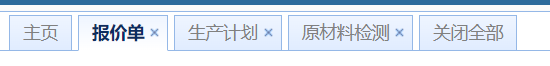 主页 报价单 × 生产计划 × 原材料检测 × 关闭全部